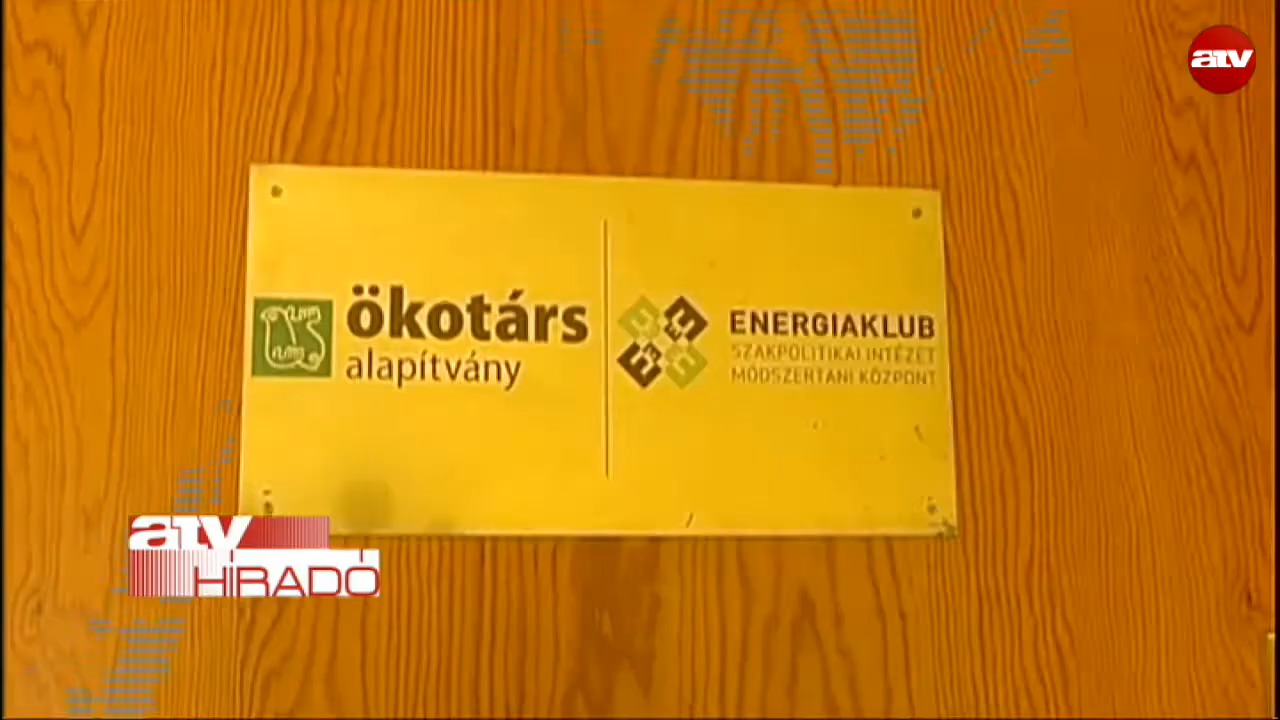 atv
ökotárs
alapítvány
ENERGIAKLUB
SZAKPOLITIKAI INTÉZET
MÓDSZERTANI KÖZPONT
atv
HÍRADÓ